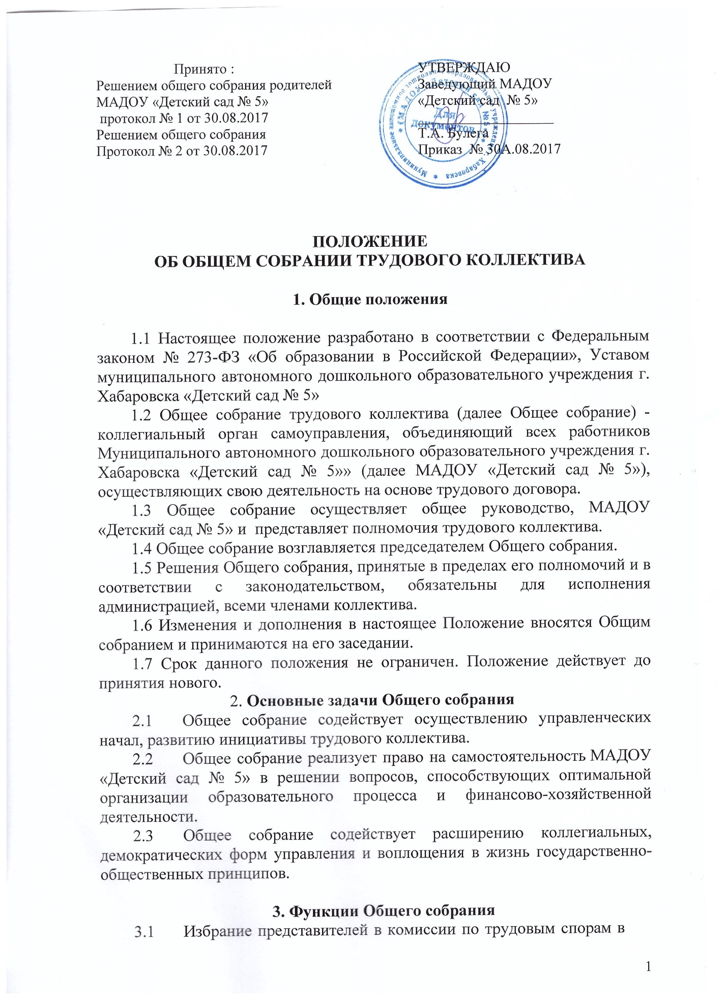 Принято :
Решением общего собрания родителей
МАДОУ «Детский сад № 5»
протокол № 1 от 30.08.2017
Решением общего собрания
Протокол № 2 от 30.08.2017
УТВЕРЖДАЮ
Заведующий МАДОУ
«Детский сад № 5»
Т.А. Булега
Приказ № 30А.08.2017
Муниципальное автономное дошкольное образовательное учреждение г. Хабаровска
МАДОУ «Детский сад № 5»
Для
документов
ПОЛОЖЕНИЕ
ОБ ОБЩЕМ СОБРАНИИ ТРУДОВОГО КОЛЛЕКТИВА
1. Общие положения
1.1 Настоящее положение разработано в соответствии с Федеральным
законом № 273-ФЗ «Об образовании в Российской Федерации», Уставом
муниципального автономного дошкольного образовательного учреждения г.
Хабаровска «Детский сад № 5»
1.2 Общее собрание трудового коллектива (далее Общее собрание) -
коллегиальный орган самоуправления, объединяющий всех работников
Муниципального автономного дошкольного образовательного учреждения г.
Хабаровска «Детский сад № 5»» (далее МАДОУ «Детский сад № 5»),
осуществляющих свою деятельность на основе трудового договора.
1.3 Общее собрание осуществляет общее руководство, МАДОУ
«Детский сад № 5» и представляет полномочия трудового коллектива.
1.4 Общее собрание возглавляется председателем Общего собрания.
1.5 Решения Общего собрания, принятые в пределах его полномочий и в
соответствии с законодательством, обязательны для исполнения
администрацией, всеми членами коллектива.
1.6 Изменения и дополнения в настоящее Положение вносятся Общим
собранием и принимаются на его заседании.
1.7 Срок данного положения не ограничен. Положение действует до
принятия нового.
2. Основные задачи Общего собрания
2.1 Общее собрание содействует осуществлению управленческих
начал, развитию инициативы трудового коллектива.
2.2 Общее собрание реализует право на самостоятельность МАДОУ
«Детский сад № 5» в решении вопросов, способствующих оптимальной
организации образовательного процесса и финансово-хозяйственной
деятельности.
2.3 Общее собрание содействует расширению коллегиальных,
демократических форм управления и воплощения в жизнь государственно-
общественных принципов.
3. Функции Общего собрания
3.1 Избрание представителей в комиссии по трудовым спорам в
1